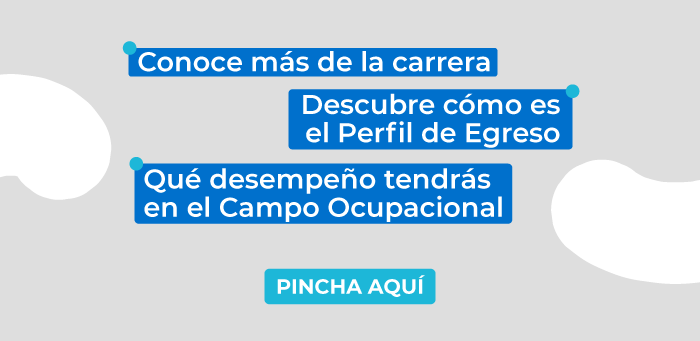 Conoce más de la carrera
Descubre cómo es
el Perfil de Egreso
Qué desempeño tendrás
en el Campo Ocupacional
PINCHA AQUÍ